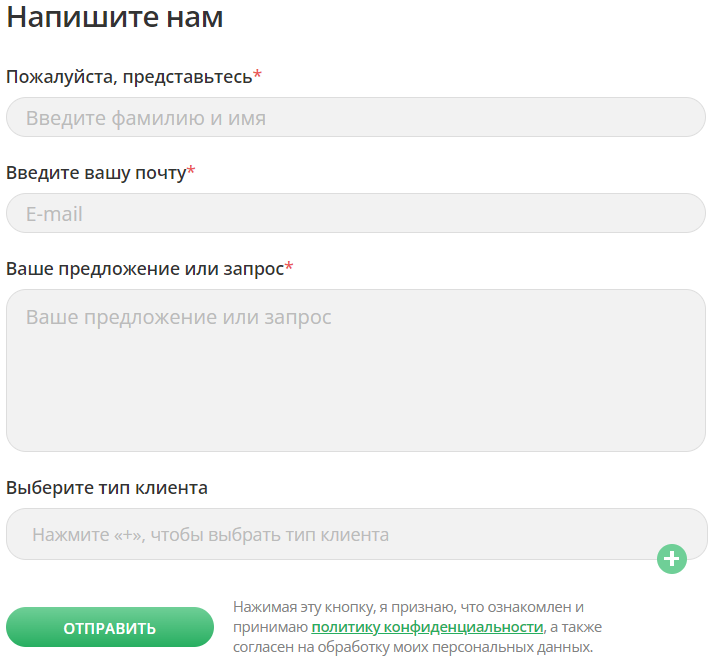 Напишите нам
Пожалуйста, представьтесь*
Введите фамилию и имя
Введите вашу почту*
E-mail
Ваше предложение или запрос*
Ваше предложение или запрос
Выберите тип клиента
Нажмите «+», чтобы выбрать тип клиента
+
ОТПРАВИТЬ
Нажимая эту кнопку, я признаю, что ознакомлен и
принимаю политику конфиденциальности, а также
согласен на обработку моих персональных данных.